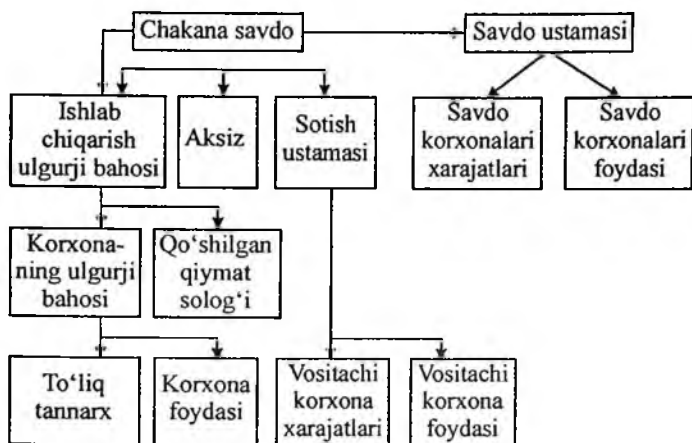 Chakana savdo
Savdo ustamasi
Ishlab
chiqarish
ulgurji bahosi
Aksiz
Sotish
ustamasi
Savdo
korxonalari
xarajatlari
Savdo
korxonalari
foydasi
Korxona-
ning ulgurji
bahosi
Qo‘shilgan
qiymat
solog‘i
To‘liq
tannarx
Korxona
foydasi
Vositachi
korxona
xarajatlari
Vositachi
korxona
foydasi